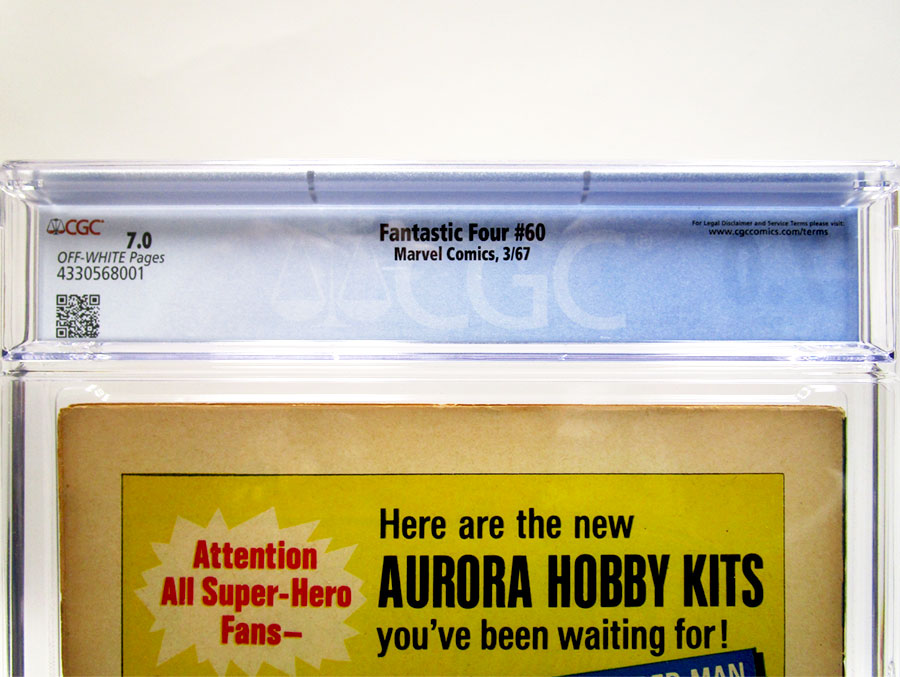 CGC
7.0
OFF-WHITE Pages
4330568001
Fantastic Four #60
Marvel Comics, 3/67
For Legal Disclaimer and Service Terms please visit:
www.cgccomics.com/terms
CGC
Attention
All Super-Hero
Fans—
Here are the new
AURORA HOBBY KITS
you've been waiting for!
MAN